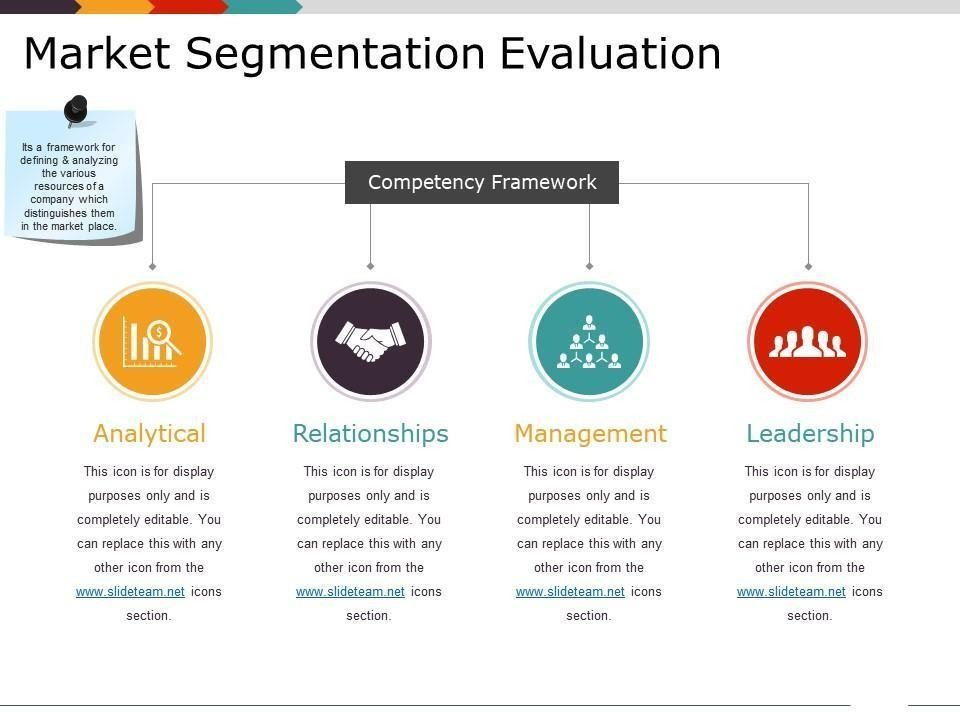 Market Segmentation Evaluation
Its a framework for
defining & analyzing
the various
resources of a
company which
distinguishes them
in the market place.
Competency Framework
$
Analytical
This icon is for display
purposes only and is
completely editable. You
can replace this with any
other icon from the
www.slideteam.net icons
section.
Relationships
This icon is for display
purposes only and is
completely editable. You
can replace this with any
other icon from the
www.slideteam.net icons
section.
Management
This icon is for display
purposes only and is
completely editable. You
can replace this with any
other icon from the
www.slideteam.net icons
section.
Leadership
This icon is for display
purposes only and is
completely editable. You
can replace this with any
other icon from the
www.slideteam.net icons
section.